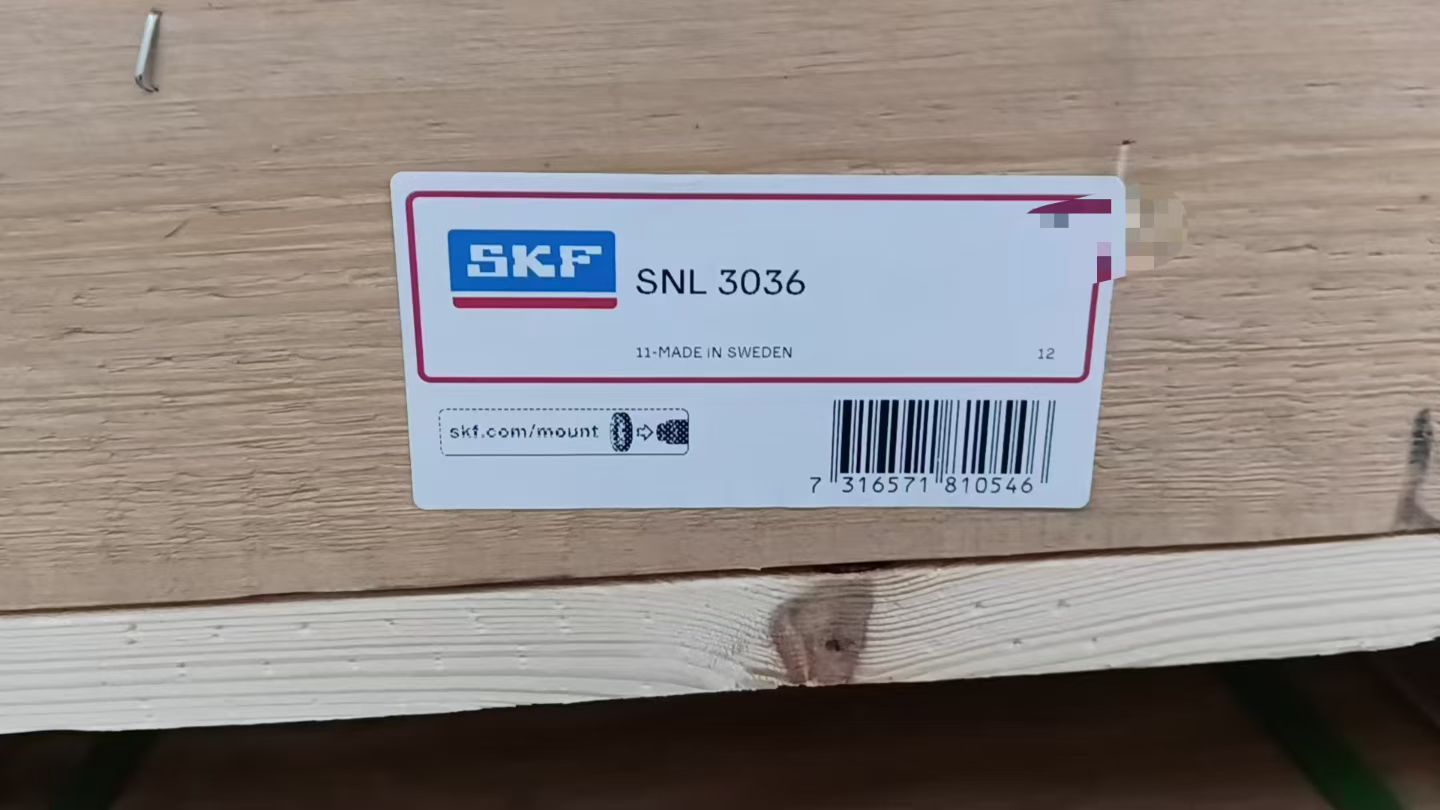 SKF
SNL 3036
11-MADE IN SWEDEN
12
skf.com/mount
7 316571 810546